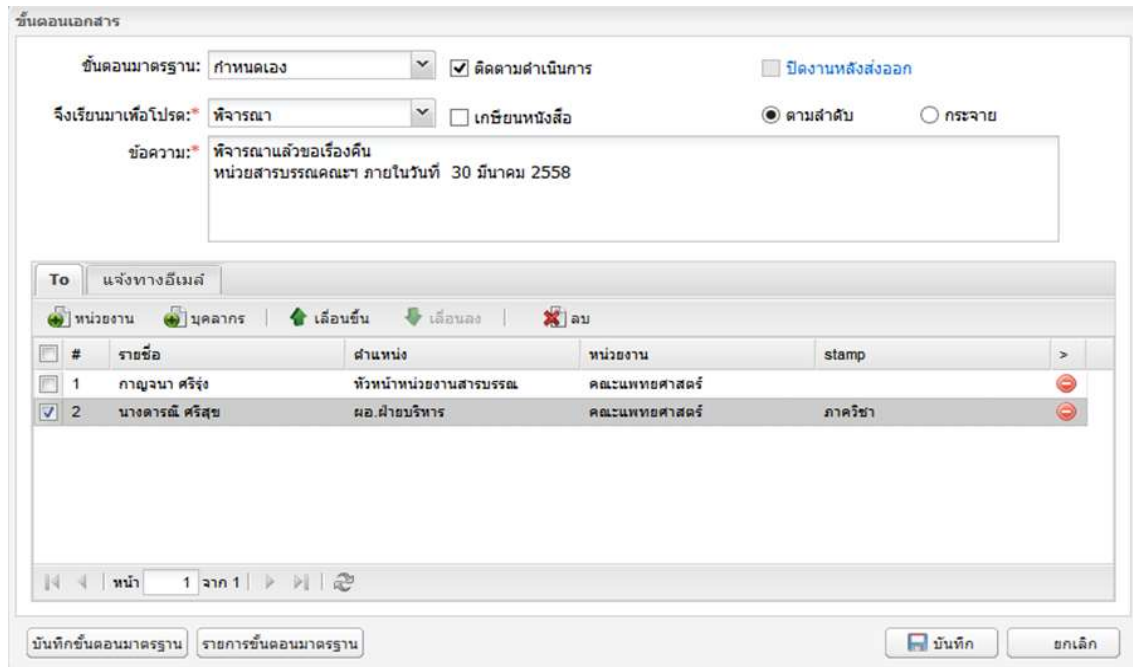 ขั้นตอนเอกสาร
ขั้นตอนมาตรฐาน: กำหนดเอง ติดตามดำเนินการ ปิดงานหลังส่งออก
จึงเรียนมาเพื่อโปรด:* พิจารณา เกษียนหนังสือ ตามลำดับ กระจาย
ข้อความ:* พิจารณาแล้วขอเรื่องคืน
หน่วยสารบรรณคณะฯ ภายในวันที่ 30 มีนาคม 2558
To แจ้งทางอีเมล์
หน่วยงาน บุคลากร เลื่อนขึ้น เลื่อนลง ลบ
# รายชื่อ ตำแหน่ง หน่วยงาน stamp >
1 กาญจนา ศรีรุ่ง หัวหน้าหน่วยงานสารบรรณ คณะแพทยศาสตร์
2 นางดารณี ศรีสุข ผอ.ฝ่ายบริหาร คณะแพทยศาสตร์ ภาควิชา
หน้า 1 จาก 1
บันทึกขั้นตอนมาตรฐาน รายการขั้นตอนมาตรฐาน บันทึก ยกเลิก